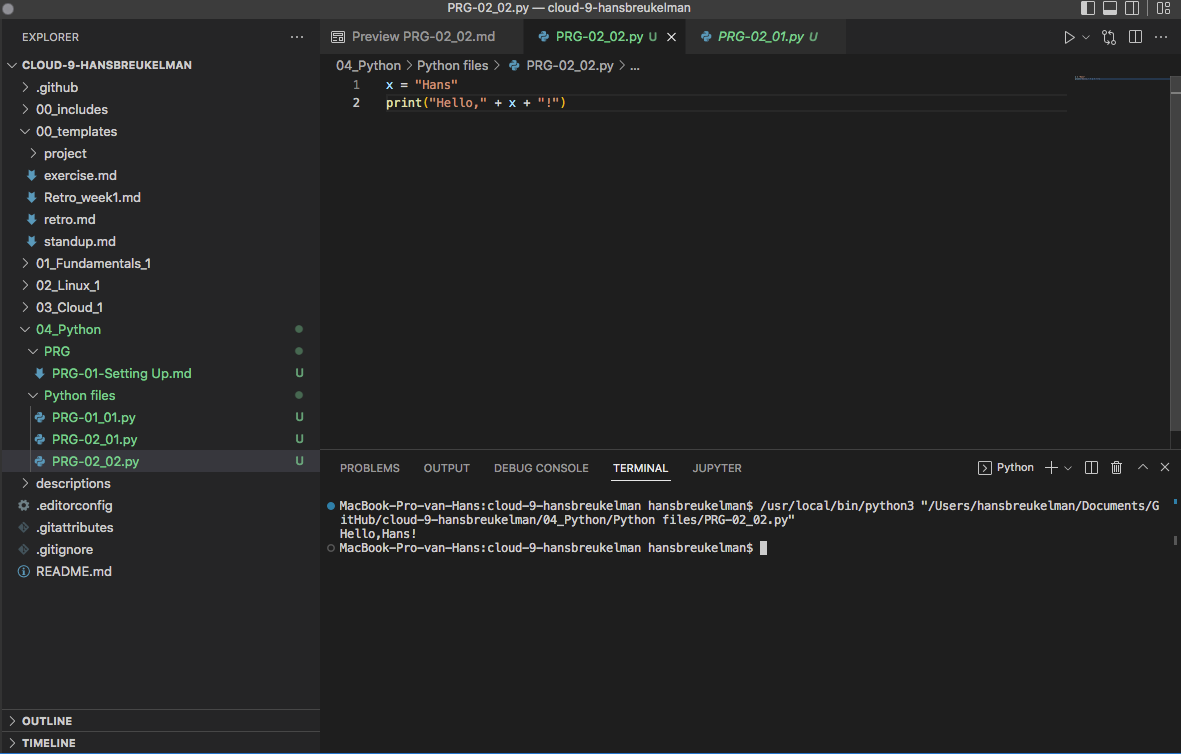 PRG-02_02.py — cloud-9-hansbreukelman
EXPLORER
CLOUD-9-HANSBREUKELMAN
.github
00_includes
00_templates
project
exercise.md
Retro_week1.md
retro.md
standup.md
01_Fundamentals_1
02_Linux_1
03_Cloud_1
04_Python
PRG
PRG-01-Setting Up.md U
Python files
PRG-01_01.py U
PRG-02_01.py U
PRG-02_02.py U
descriptions
.editorconfig
.gitattributes
.gitignore
README.md
OUTLINE
TIMELINE
Preview PRG-02_02.md PRG-02_02.py U PRG-02_01.py U
04_Python > Python files > PRG-02_02.py > ...
1 x = "Hans"
2 print("Hello," + x + "!")
PROBLEMS OUTPUT DEBUG CONSOLE TERMINAL JUPYTER Python
MacBook-Pro-van-Hans:cloud-9-hansbreukelman hansbreukelman$ /usr/local/bin/python3 "/Users/hansbreukelman/Documents/G
itHub/cloud-9-hansbreukelman/04_Python/Python files/PRG-02_02.py"
Hello,Hans!
MacBook-Pro-van-Hans:cloud-9-hansbreukelman hansbreukelman$